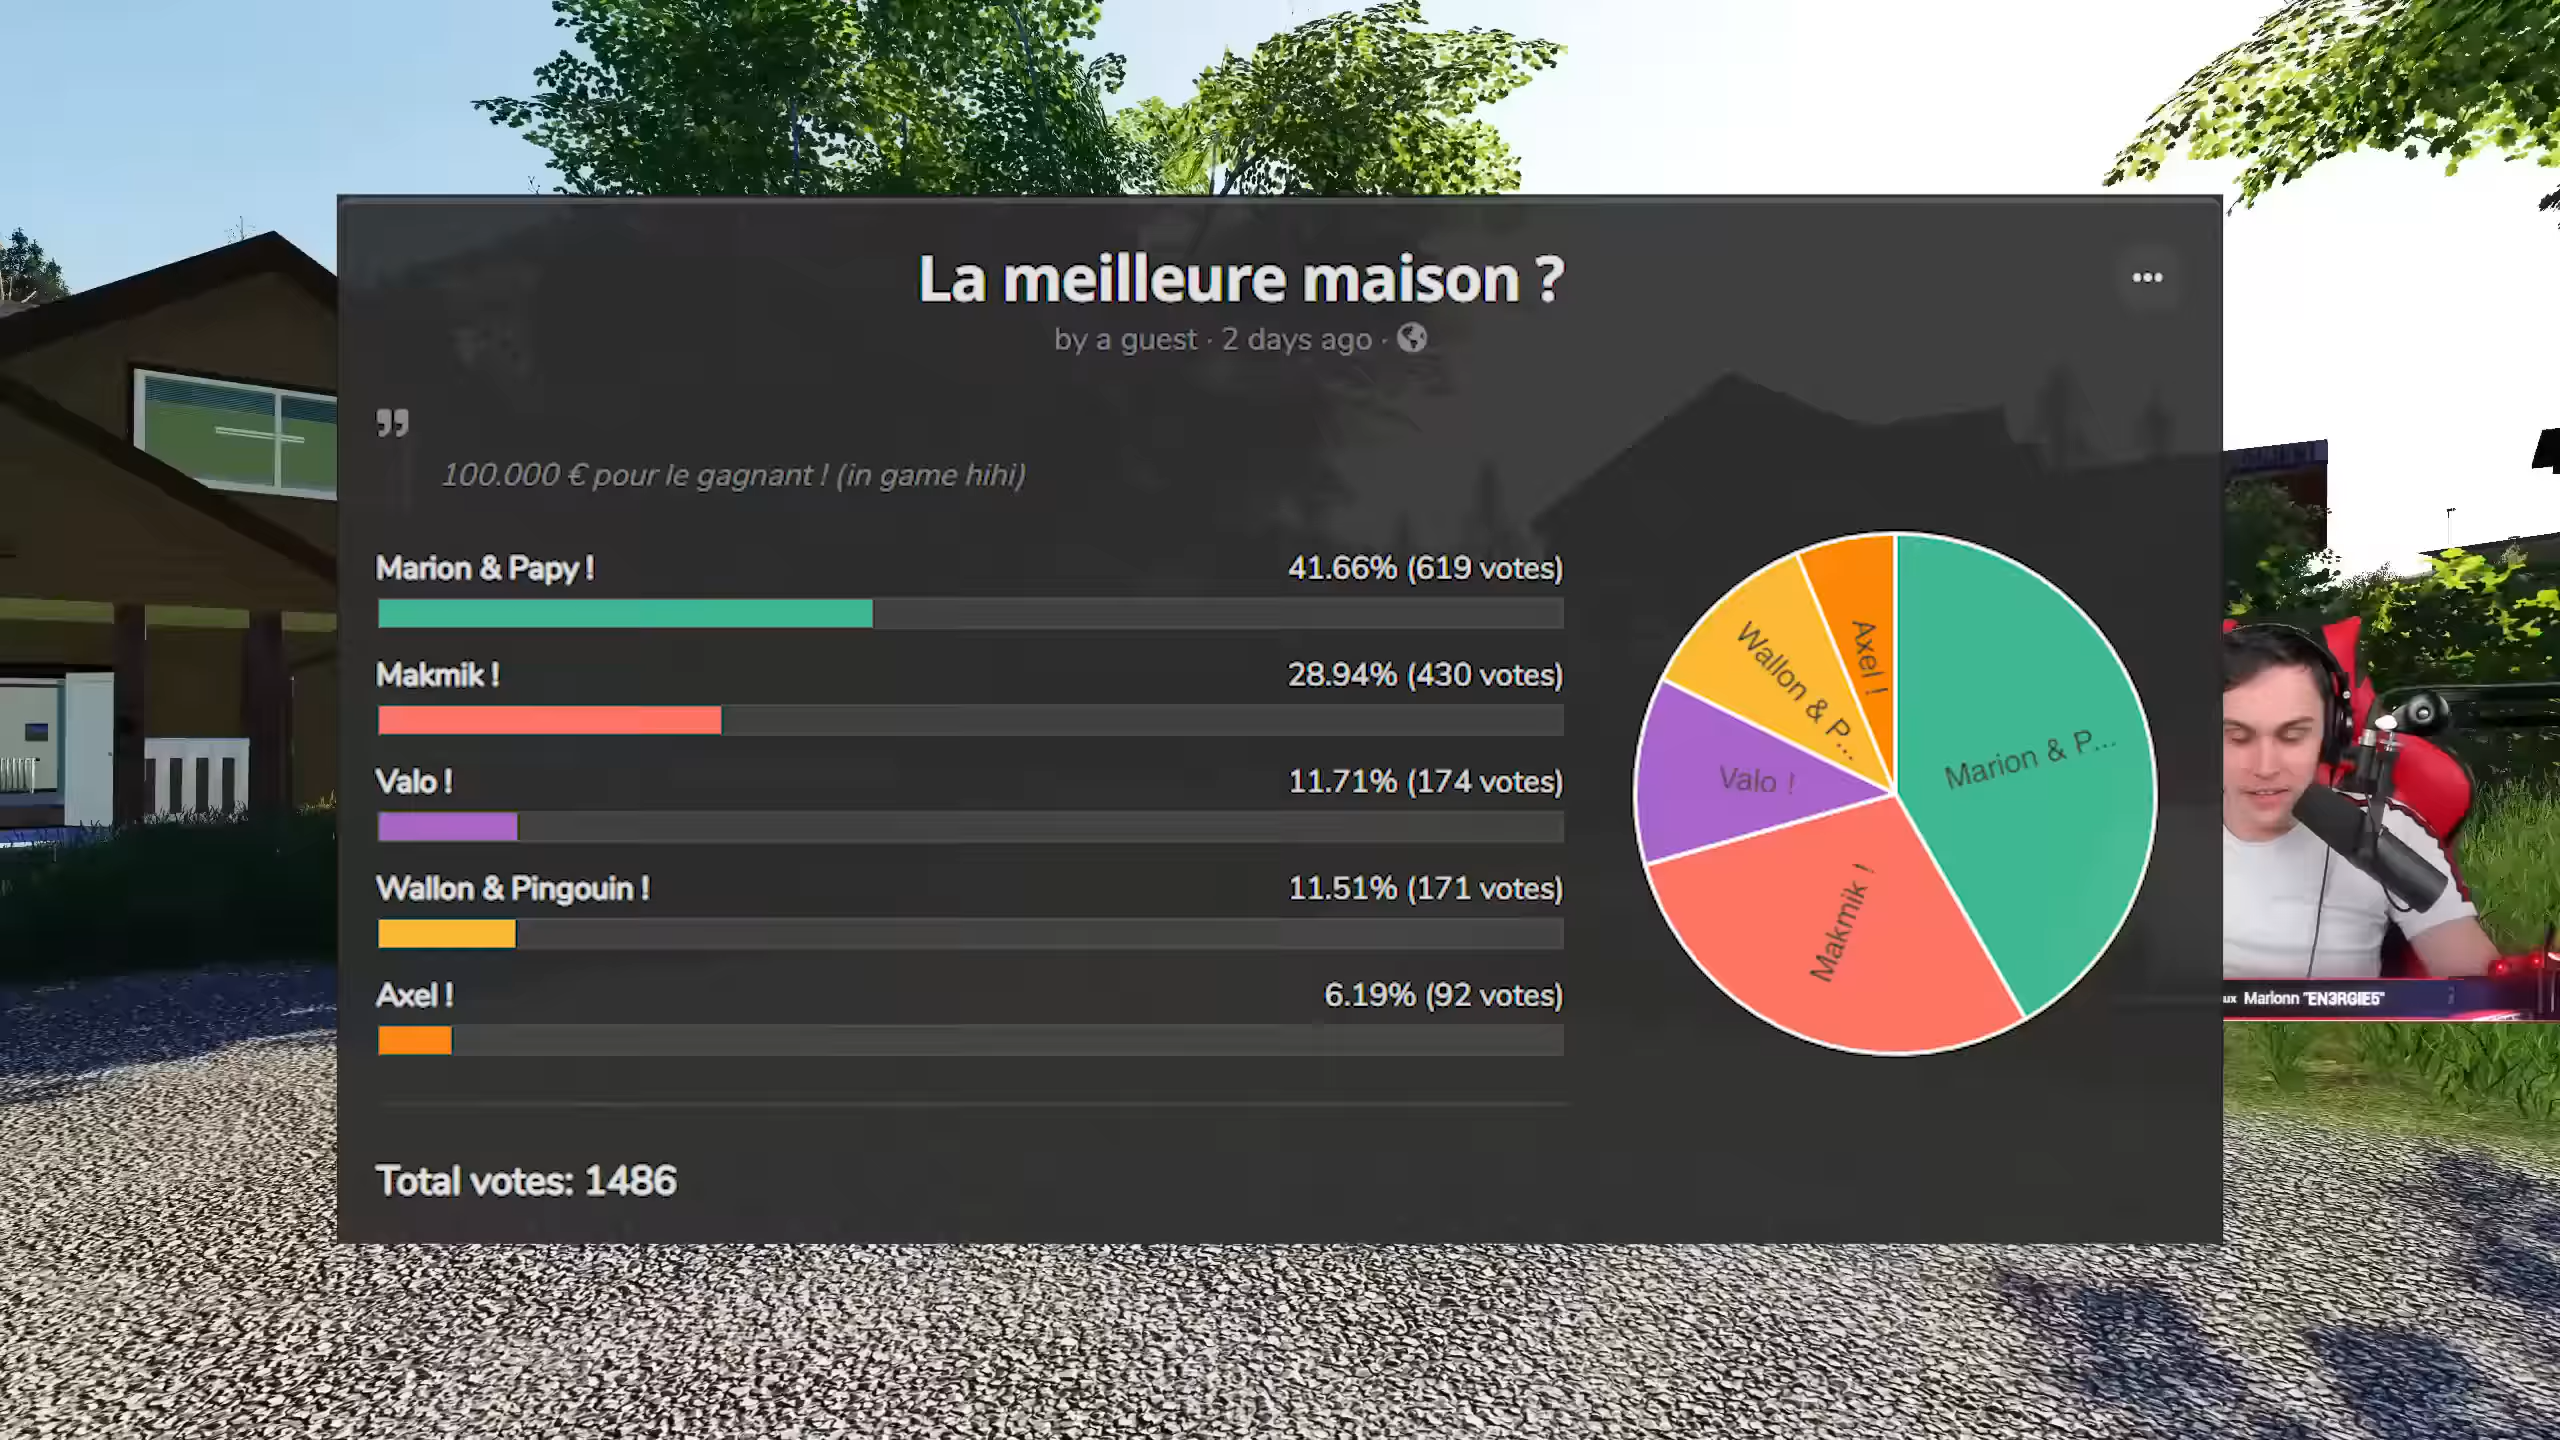 La meilleure maison ?
by a guest · 2 days ago ·
100.000 € pour le gagnant ! (in game hihi)
Marion & Papy ! 41.66% (619 votes)
Makmik ! 28.94% (430 votes)
Valo ! 11.71% (174 votes)
Wallon & Pingouin ! 11.51% (171 votes)
Axel ! 6.19% (92 votes)
Total votes: 1486
Axel !
Wallon & P...
Marion & P...
Valo !
Makmik !
ux Marlonn "EN3RGIE5"